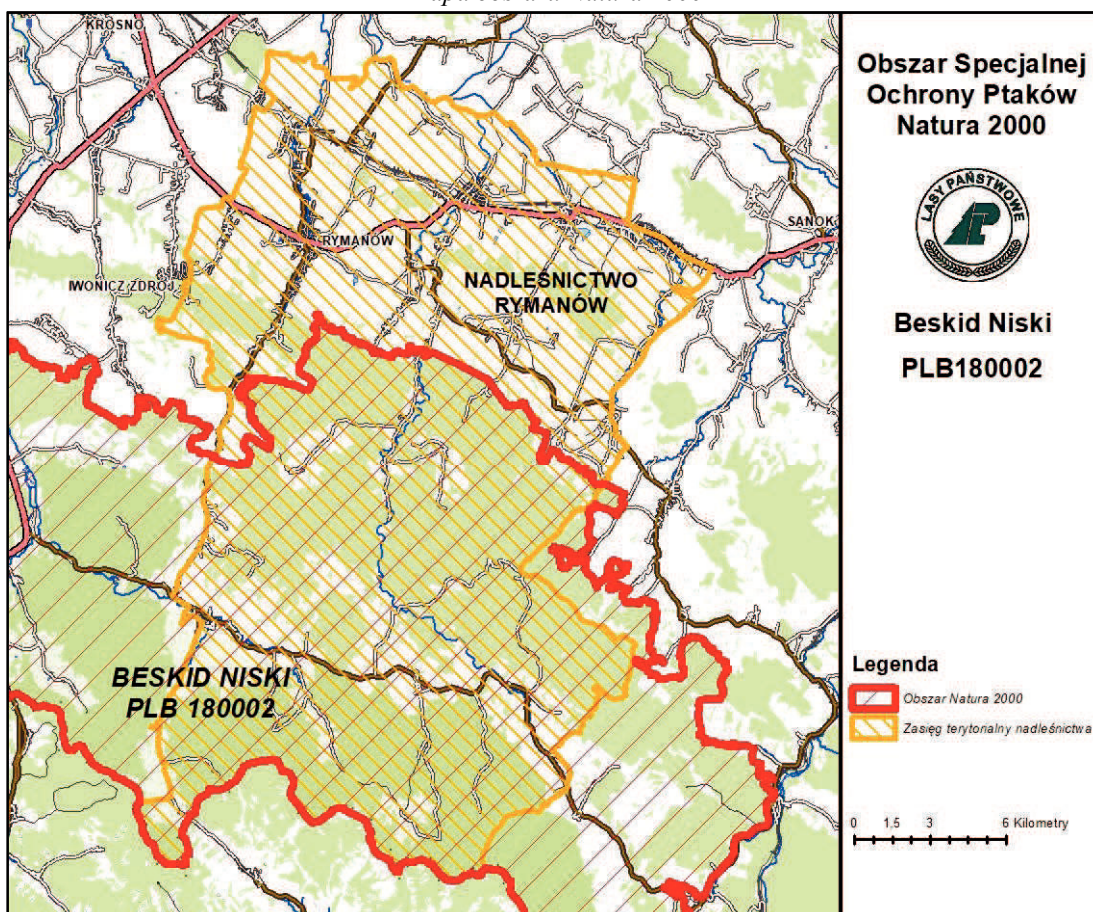 KROSNO
SANOK
RYMANÓW
IWONICZ ZDRÓJ
NADLEŚNICTWO
RYMANÓW
BESKID NISKI
PLB 180002
Obszar Specjalnej
Ochrony Ptaków
Natura 2000
LASY PAŃSTWOWE
Beskid Niski
PLB180002
Legenda
Obszar Natura 2000
Zasięg terytorialny nadleśnictwa
0 1,5 3 6 Kilometry